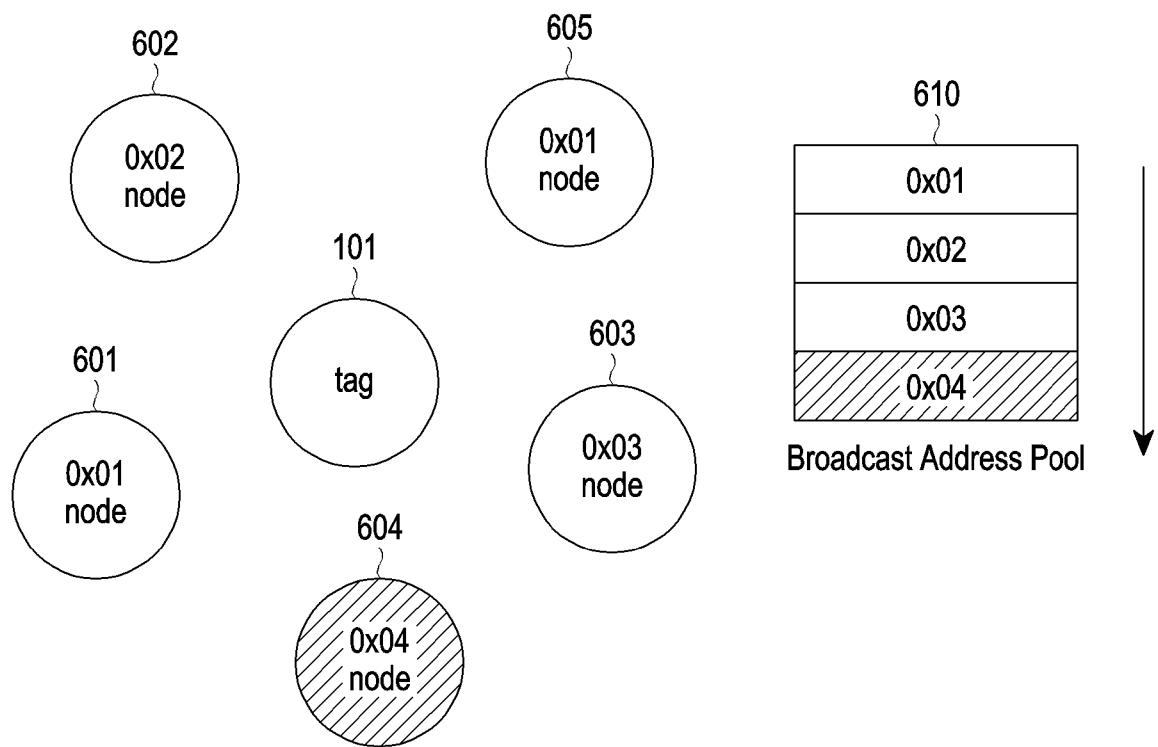 602
0x02
node
605
0x01
node
610
0x01
0x02
0x03
0x04
Broadcast Address Pool
101
tag
601
0x01
node
603
0x03
node
604
0x04
node